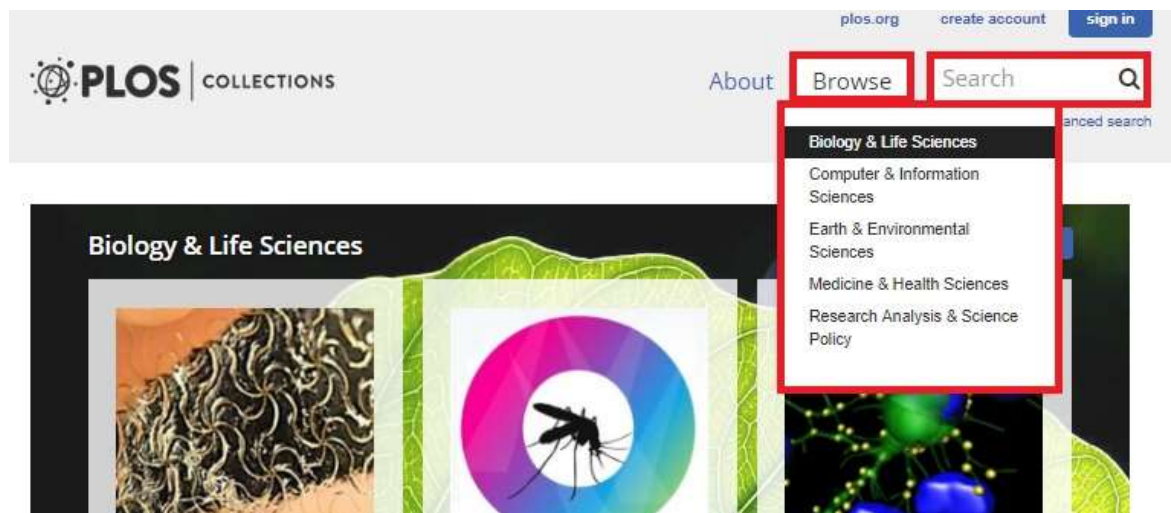 plos.org create account sign in
PLOS COLLECTIONS
About Browse Search
anced search
Biology & Life Sciences
Computer & Information
Sciences
Earth & Environmental
Sciences
Medicine & Health Sciences
Research Analysis & Science
Policy
Biology & Life Sciences